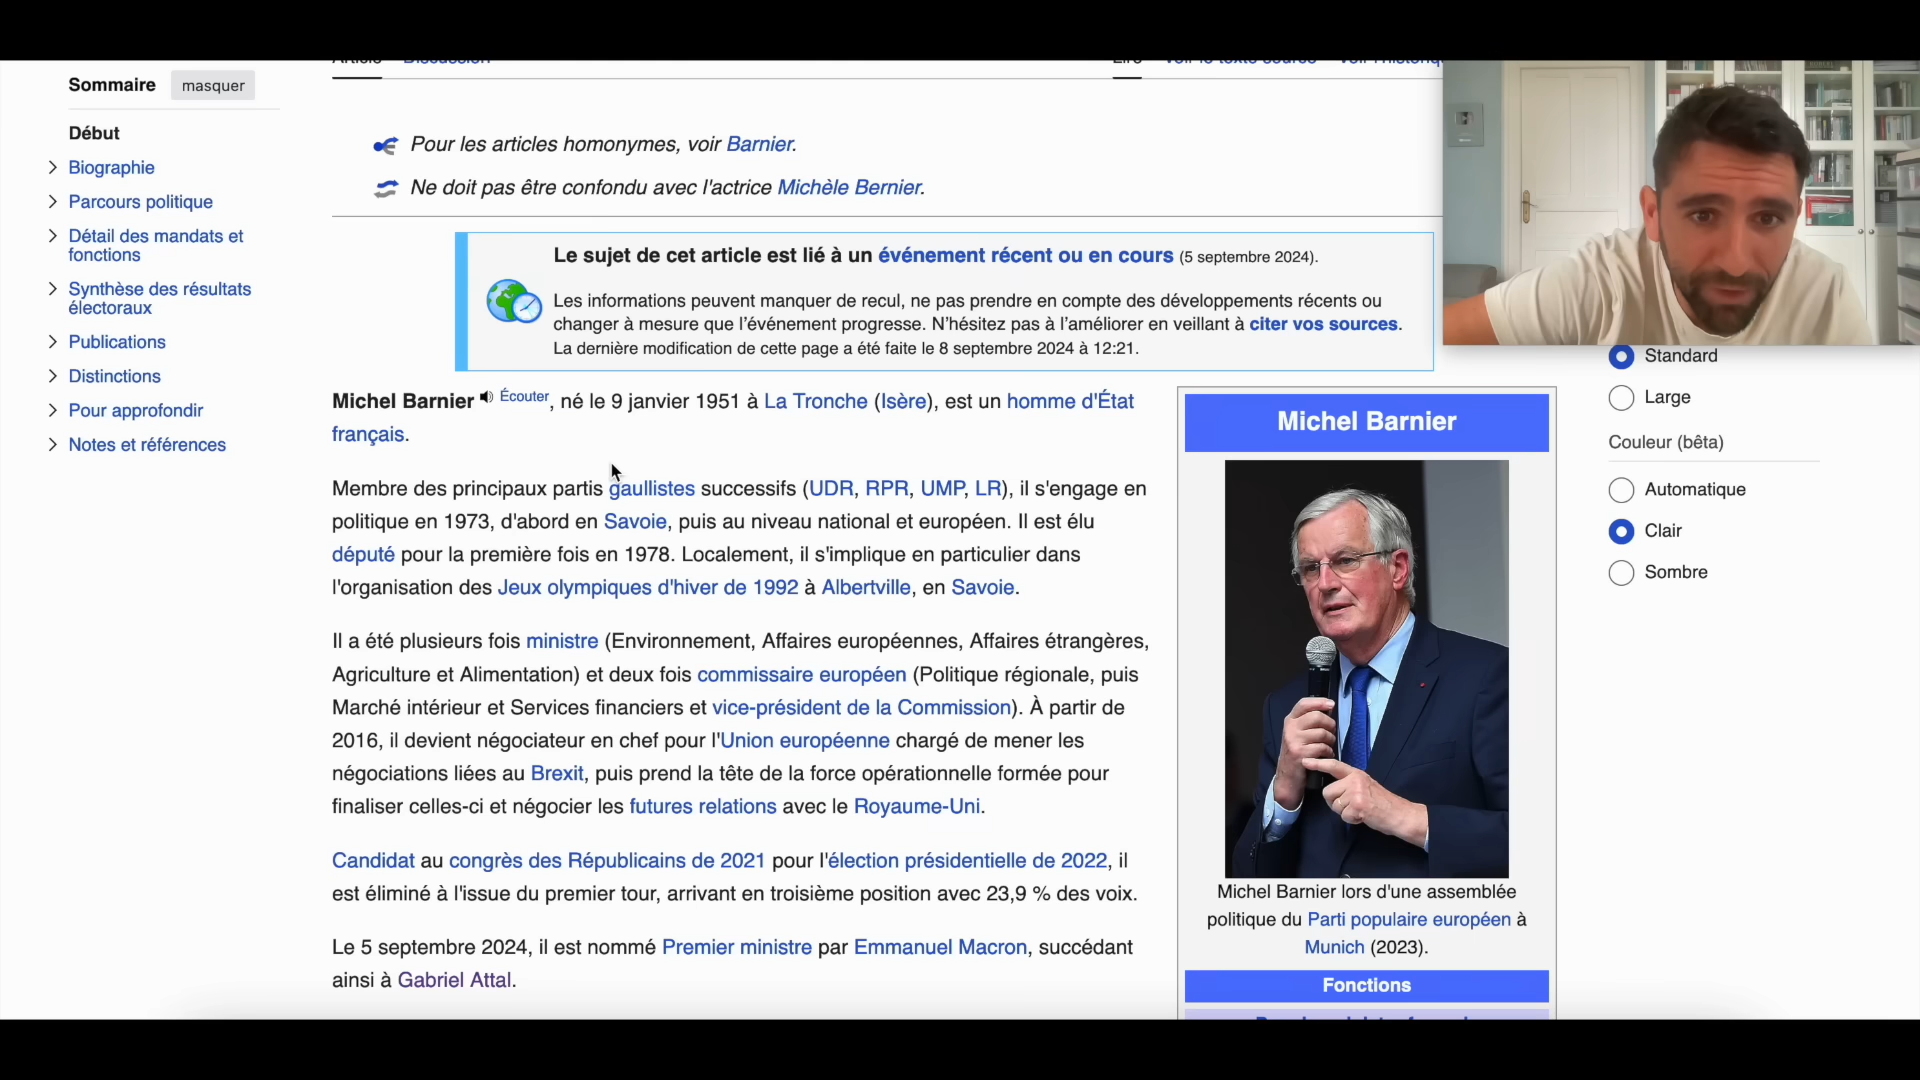 Article Discussion
Lire Voir le texte source Voir l'historiq
Sommaire masquer
Début
Biographie
Parcours politique
Détail des mandats et
fonctions
Synthèse des résultats
électoraux
Publications
Distinctions
Pour approfondir
Notes et références
Pour les articles homonymes, voir Barnier.
Ne doit pas être confondu avec l'actrice Michèle Bernier.
Le sujet de cet article est lié à un événement récent ou en cours (5 septembre 2024).
Les informations peuvent manquer de recul, ne pas prendre en compte des développements récents ou
changer à mesure que l’événement progresse. N’hésitez pas à l’améliorer en veillant à citer vos sources.
La dernière modification de cette page a été faite le 8 septembre 2024 à 12:21.
Michel Barnier Écouter, né le 9 janvier 1951 à La Tronche (Isère), est un homme d'État
français.
Membre des principaux partis gaullistes successifs (UDR, RPR, UMP, LR), il s'engage en
politique en 1973, d'abord en Savoie, puis au niveau national et européen. Il est élu
député pour la première fois en 1978. Localement, il s'implique en particulier dans
l'organisation des Jeux olympiques d'hiver de 1992 à Albertville, en Savoie.
Il a été plusieurs fois ministre (Environnement, Affaires européennes, Affaires étrangères,
Agriculture et Alimentation) et deux fois commissaire européen (Politique régionale, puis
Marché intérieur et Services financiers et vice-président de la Commission). À partir de
2016, il devient négociateur en chef pour l'Union européenne chargé de mener les
négociations liées au Brexit, puis prend la tête de la force opérationnelle formée pour
finaliser celles-ci et négocier les futures relations avec le Royaume-Uni.
Candidat au congrès des Républicains de 2021 pour l'élection présidentielle de 2022, il
est éliminé à l'issue du premier tour, arrivant en troisième position avec 23,9 % des voix.
Le 5 septembre 2024, il est nommé Premier ministre par Emmanuel Macron, succédant
ainsi à Gabriel Attal.
Michel Barnier
Michel Barnier lors d'une assemblée
politique du Parti populaire européen à
Munich (2023).
Fonctions
Standard
Large
Couleur (bêta)
Automatique
Clair
Sombre